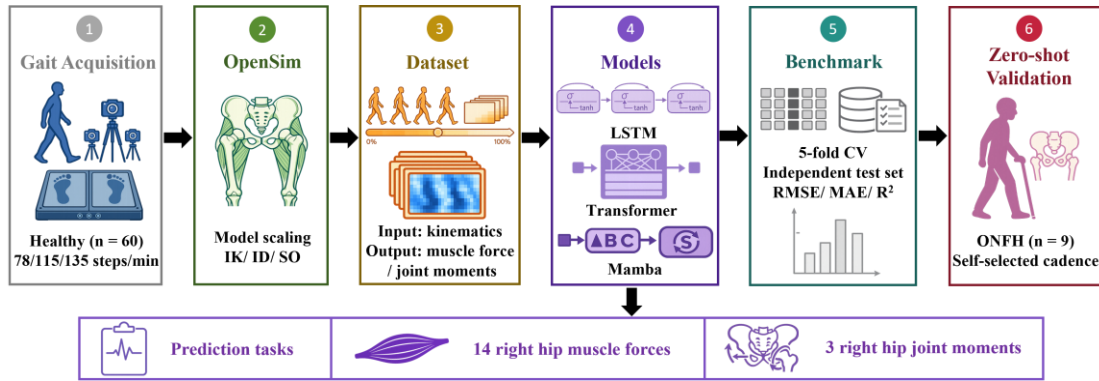 1
Gait Acquisition
Healthy (n = 60)
78/115/135 steps/min
2
OpenSim
Model scaling
IK/ ID/ SO
3
Dataset
0%
100%
Input: kinematics
Output: muscle force
/ joint moments
4
Models
σ
tanh
σ
tanh
σ
tanh
LSTM
Transformer
ABC
S
Mamba
5
Benchmark
5-fold CV
Independent test set
RMSE/ MAE/ R²
6
Zero-shot
Validation
ONFH (n = 9)
Self-selected cadence
Prediction tasks
14 right hip muscle forces
3 right hip joint moments